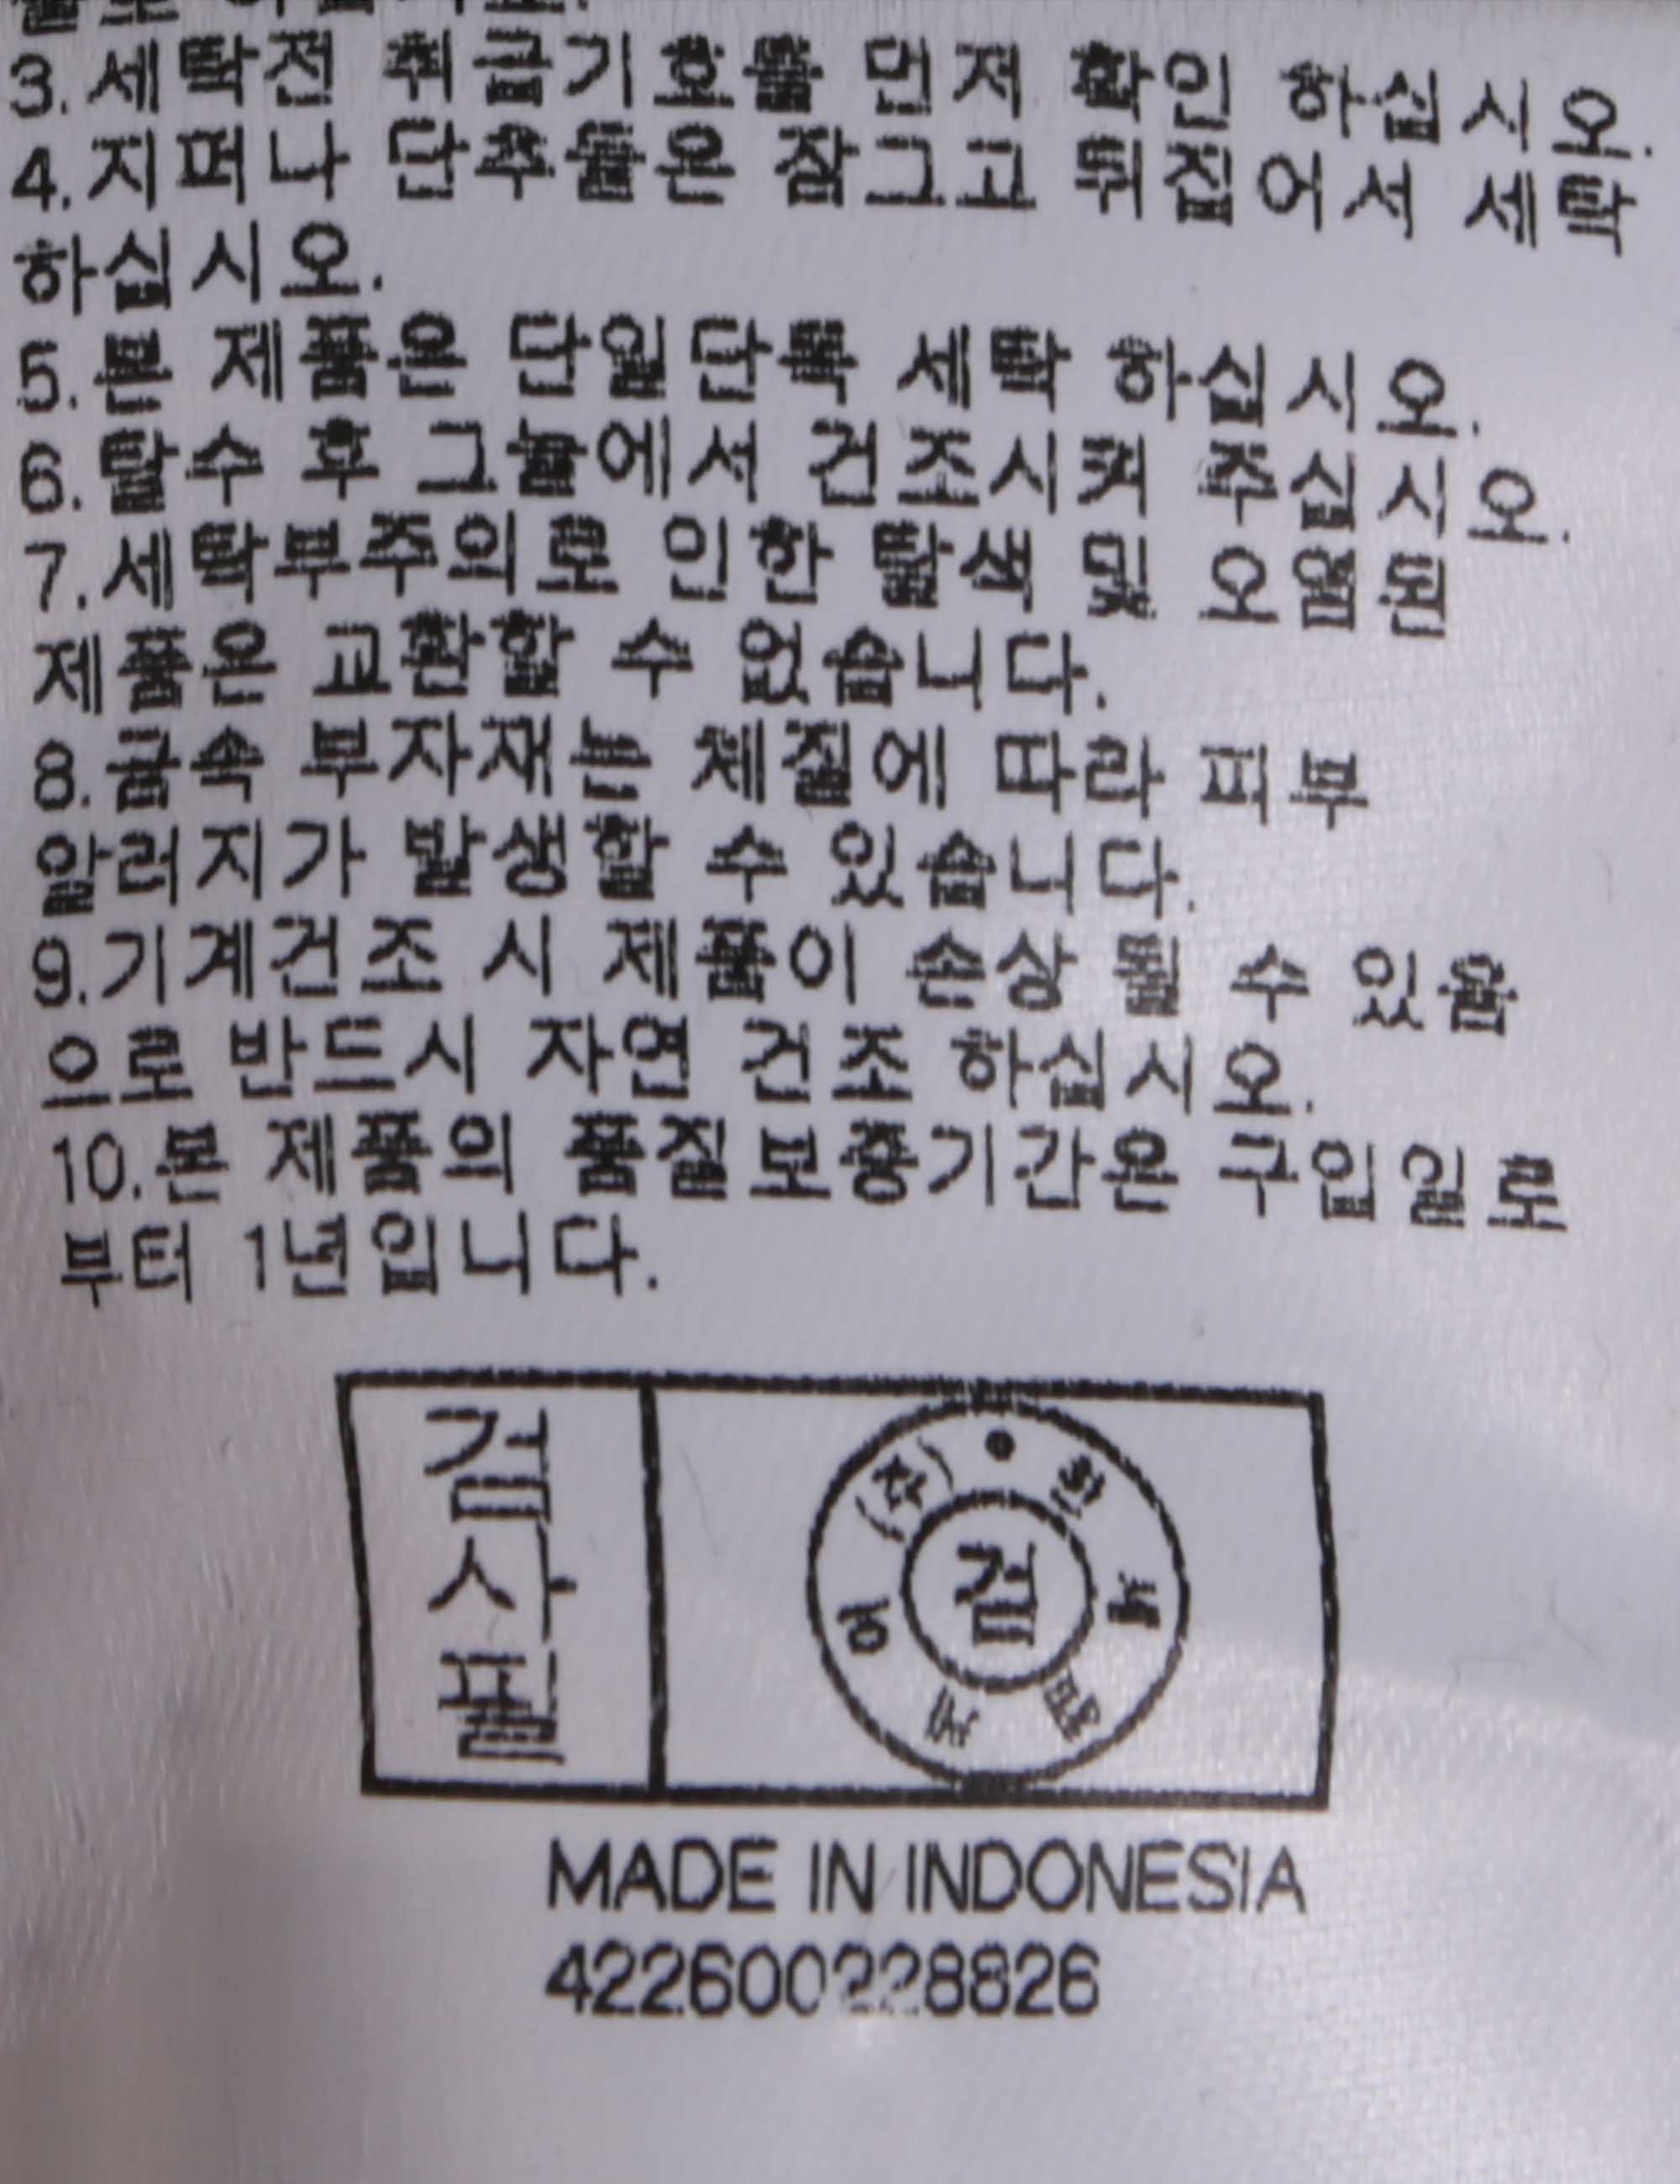 3.세탁전 취급기호를 먼저 확인 하십시오.
4.지퍼나 단추들은 잠그고 뒤집어서 세탁
하십시오.
5.본 제품은 단일단독 세탁 하십시오.
6.탈수 후 그늘에서 건조시켜 주십시오.
7.세탁부주의로 인한 탈색 및 오염된
제품은 교환할 수 없습니다.
8.금속 부자재는 체질에 따라 피부
알러지가 발생할 수 있습니다.
9.기계건조 시 제품이 손상 될 수 있음
으로 반드시 자연 건조 하십시오.
10.본 제품의 품질보증기간은 구입일로
부터 1년입니다.
검사필
(주)
검
MADE IN INDONESIA
422600228826